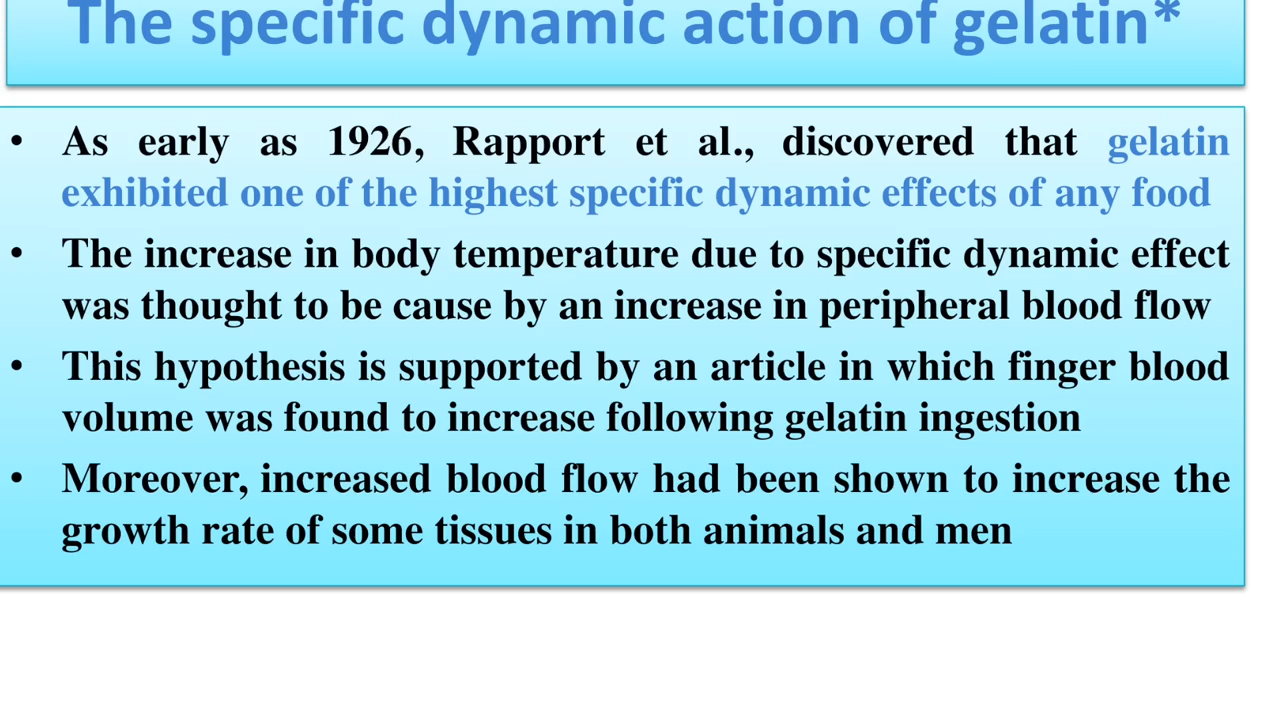 The specific dynamic action of gelatin*
• As early as 1926, Rapport et al., discovered that gelatin
exhibited one of the highest specific dynamic effects of any food
• The increase in body temperature due to specific dynamic effect
was thought to be cause by an increase in peripheral blood flow
• This hypothesis is supported by an article in which finger blood
volume was found to increase following gelatin ingestion
• Moreover, increased blood flow had been shown to increase the
growth rate of some tissues in both animals and men